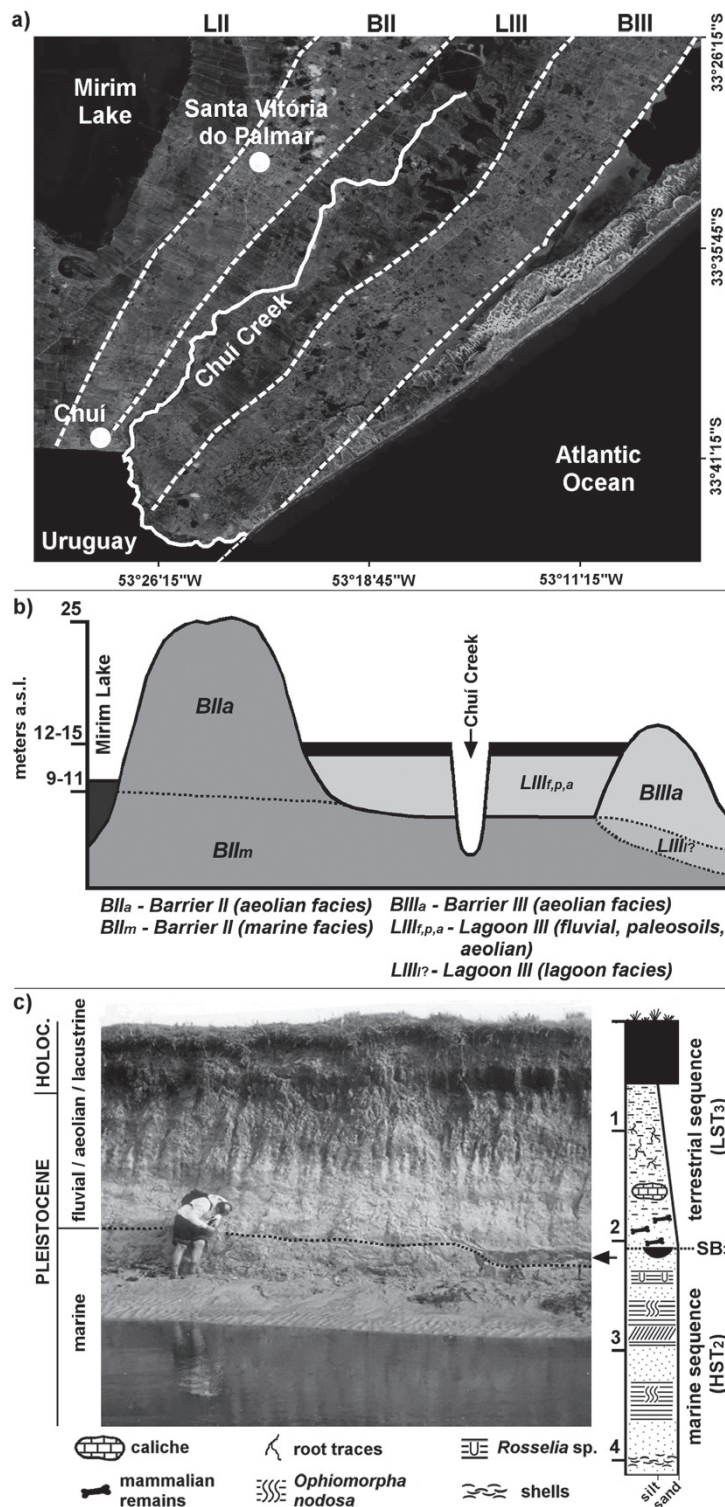 a)
LII BII LIII BIII
33°26'15"S
Mirim
Lake
Santa Vitória
do Palmar
33°35'45"S
Chuí Creek
Chuí
33°41'15"S
Atlantic
Ocean
Uruguay
53°26'15"W 53°18'45"W 53°11'15"W
b)
meters a.s.l.
25
12-15
9-11
Mirim Lake
BIIa
Chuí Creek
LIIIf,p,a
BIIIa
BIIm
LIIIl?
BIIa - Barrier II (aeolian facies)
BIIm - Barrier II (marine facies)
BIIIa - Barrier III (aeolian facies)
LIIIf,p,a - Lagoon III (fluvial, paleosoils,
aeolian)
LIIIl? - Lagoon III (lagoon facies)
c)
HOLOC.
PLEISTOCENE
fluvial / aeolian / lacustrine
marine
1
2
3
4
terrestrial sequence
(LST3)
marine sequence
(HST2)
silt
sand
caliche
root traces
Rosselia sp.
mammalian
remains
Ophiomorpha
nodosa
shells